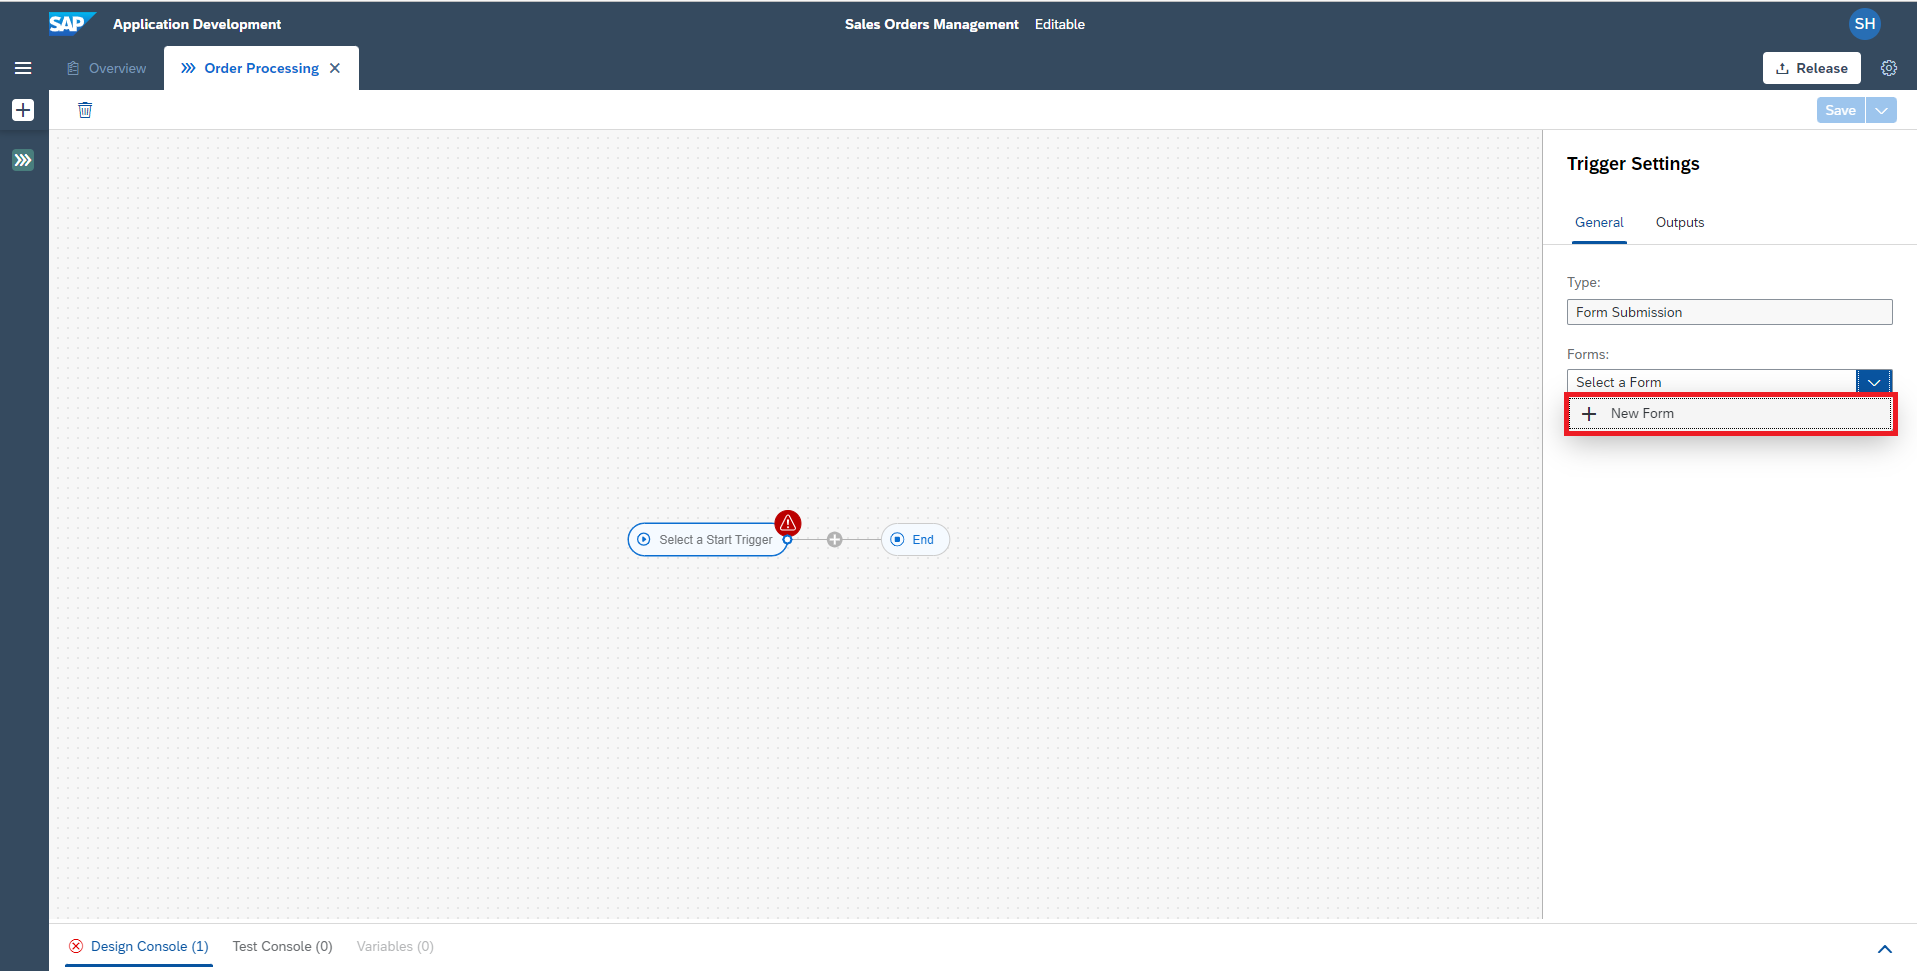 SAP Application Development
Sales Orders Management Editable
SH
Overview
Order Processing
Release
Save
Trigger Settings
General Outputs
Type:
Form Submission
Forms:
Select a Form
New Form
Select a Start Trigger
End
Design Console (1) Test Console (0) Variables (0)